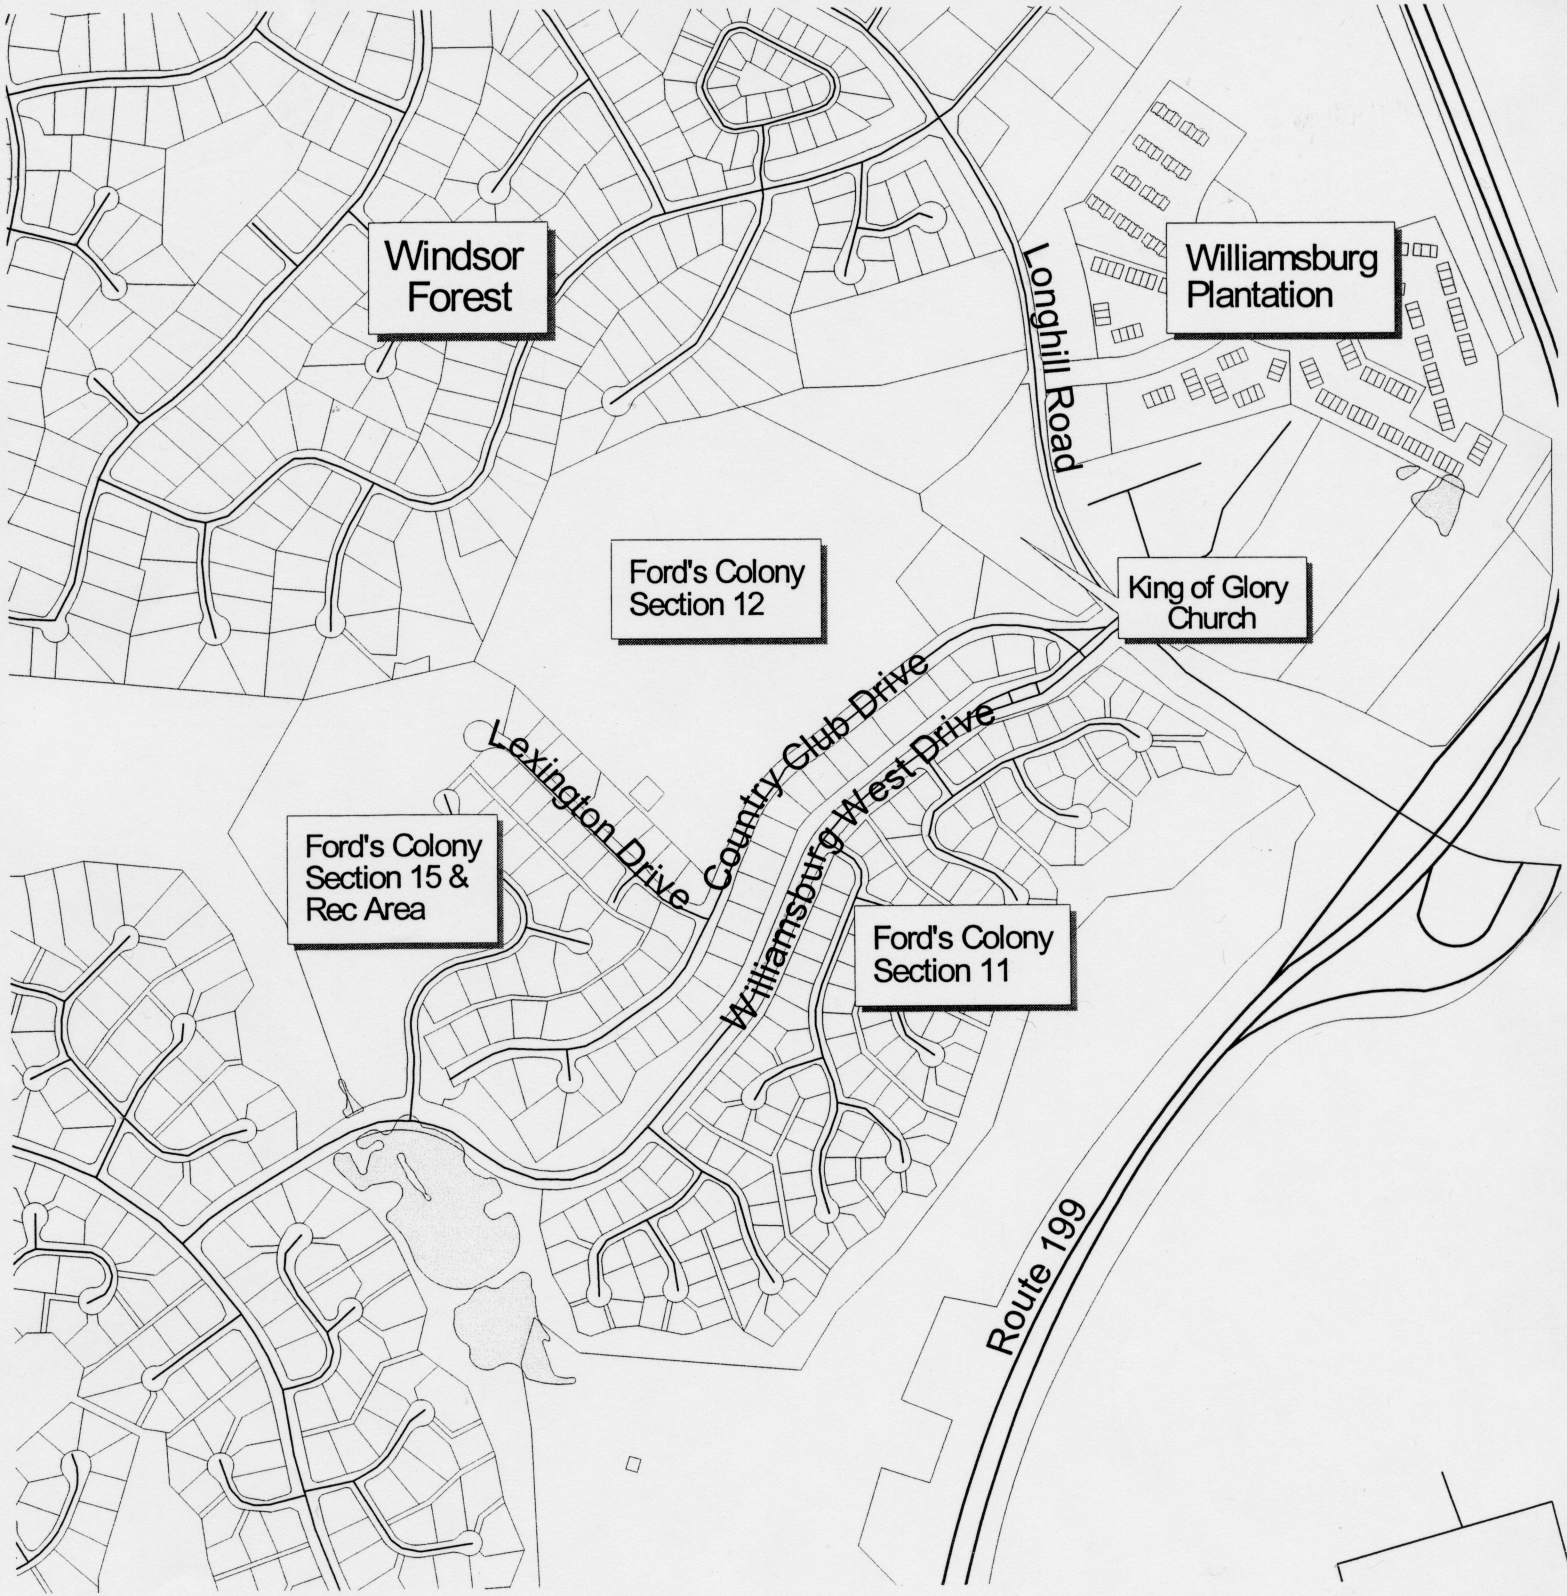 Windsor
Forest
Williamsburg
Plantation
Longhill Road
Ford's Colony
Section 12
King of Glory
Church
Country Club Drive
Williamsburg West Drive
Lexington Drive
Ford's Colony
Section 15 &
Rec Area
Ford's Colony
Section 11
Route 199